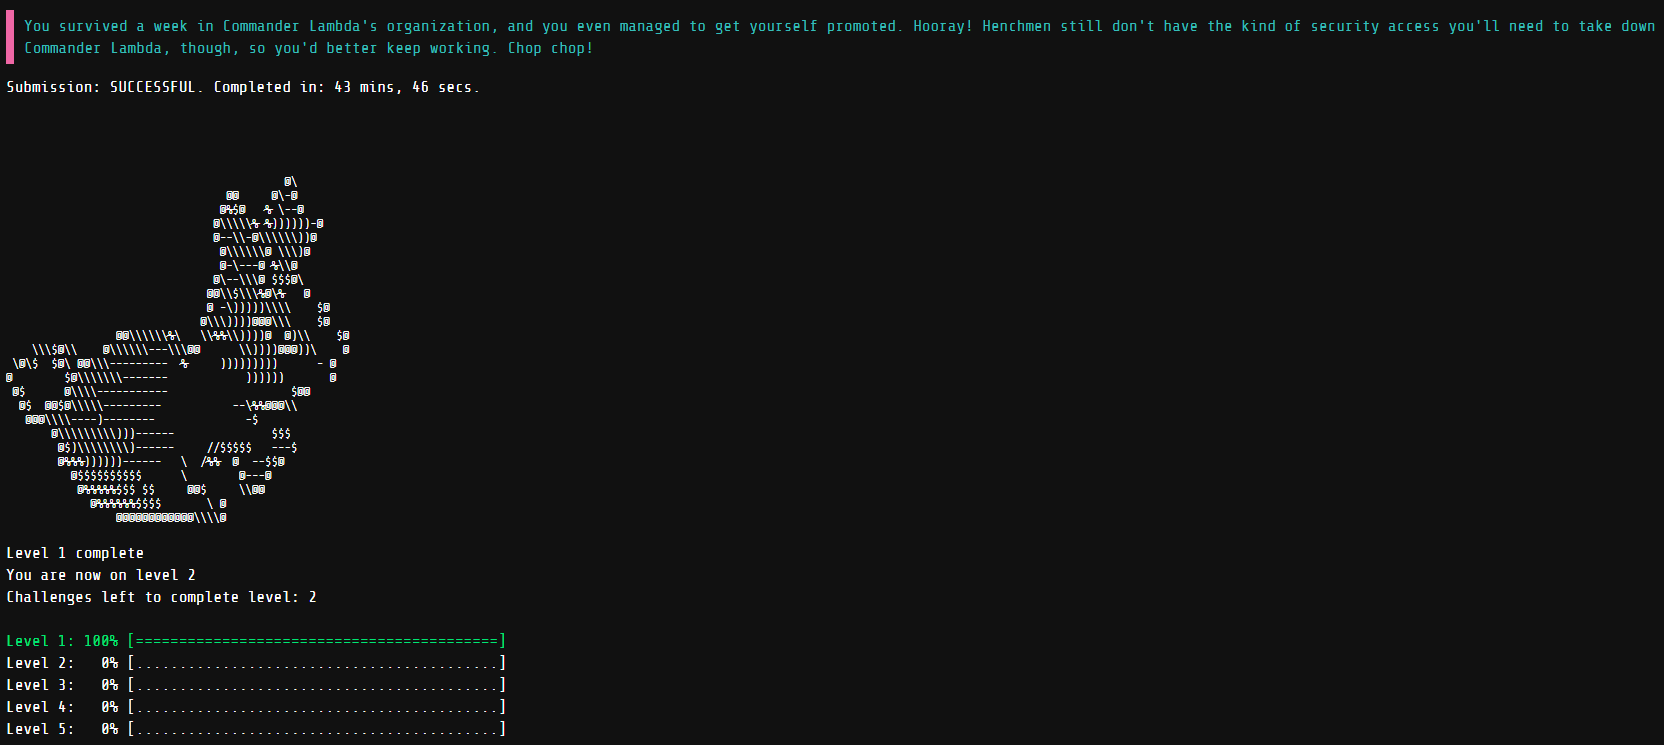 You survived a week in Commander Lambda's organization, and you even managed to get yourself promoted. Hooray! Henchmen still don't have the kind of security access you'll need to take down
Commander Lambda, though, so you'd better keep working. Chop chop!
Submission: SUCCESSFUL. Completed in: 43 mins, 46 secs.
Level 1 complete
You are now on level 2
Challenges left to complete level: 2
Level 1: 100% [==========================================]
Level 2:   0% [..........................................]
Level 3:   0% [..........................................]
Level 4:   0% [..........................................]
Level 5:   0% [..........................................]